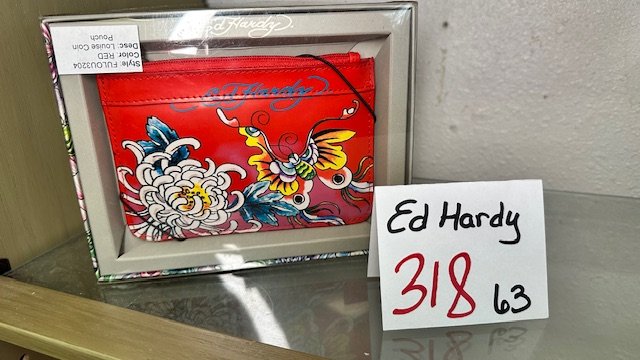 Ed Hardy
Style: FULOU3204
Desc: Louise Coin
Color RED
Pouch
Ed Hardy
Ed Hardy
318 63